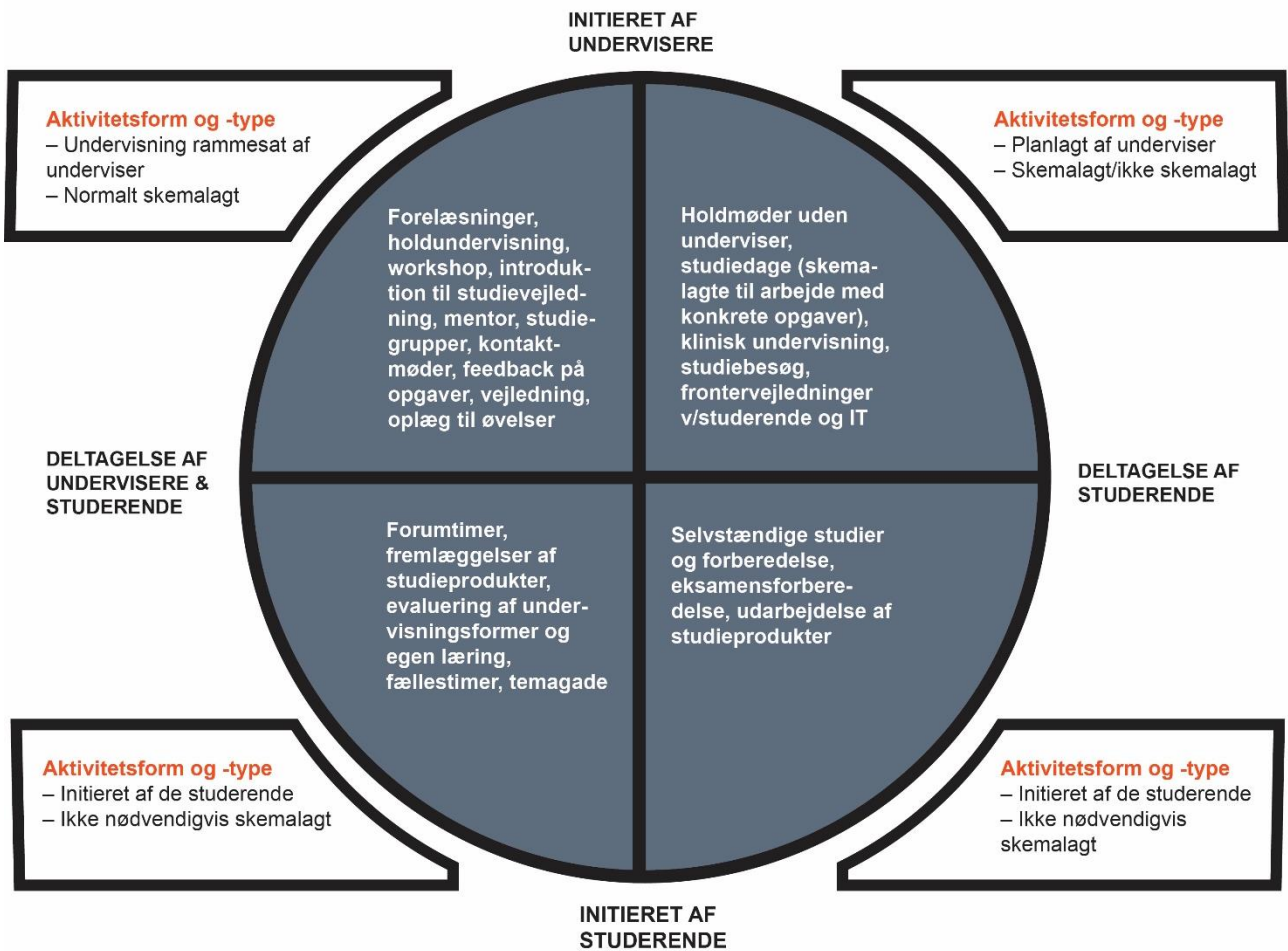 INITIERET AF
UNDERVISERE
Aktivitetsform og -type
– Undervisning rammesat af
underviser
– Normalt skemalagt
Aktivitetsform og -type
– Planlagt af underviser
– Skemalagt/ikke skemalagt
Forelæsninger,
holdundervisning,
workshop, introduk-
tion til studievejled-
ning, mentor, studie-
grupper, kontakt-
møder, feedback på
opgaver, vejledning,
oplæg til øvelser
Holdmøder uden
underviser,
studiedage (skema-
lagte til arbejde med
konkrete opgaver),
klinisk undervisning,
studiebesøg,
frontervejledninger
v/studerende og IT
DELTAGELSE AF
UNDERVISERE &
STUDERENDE
DELTAGELSE AF
STUDERENDE
Forumtimer,
fremlæggelser af
studieprodukter,
evaluering af under-
visningsformer og
egen læring,
fællestimer, temagade
Selvstændige studier
og forberedelse,
eksamensforbere-
delse, udarbejdelse af
studieprodukter
Aktivitetsform og -type
– Initieret af de studerende
– Ikke nødvendigvis skemalagt
Aktivitetsform og -type
– Initieret af de studerende
– Ikke nødvendigvis
skemalagt
INITIERET AF
STUDERENDE